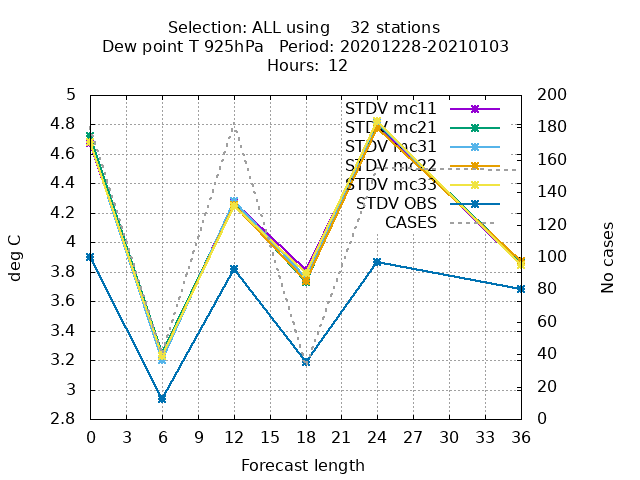 Selection: ALL using 32 stations
Dew point T 925hPa Period: 20201228-20210103
Hours: 12
5 200
4.8 180
4.6 160
4.4 140
4.2 120
4 100
3.8 80
3.6 60
3.4 40
3.2 20
3 0
2.8
STDV mc11
STDV mc21
STDV mc31
STDV mc22
STDV mc33
STDV OBS
CASES
deg C
No cases
0 3 6 9 12 15 18 21 24 27 30 33 36
Forecast length